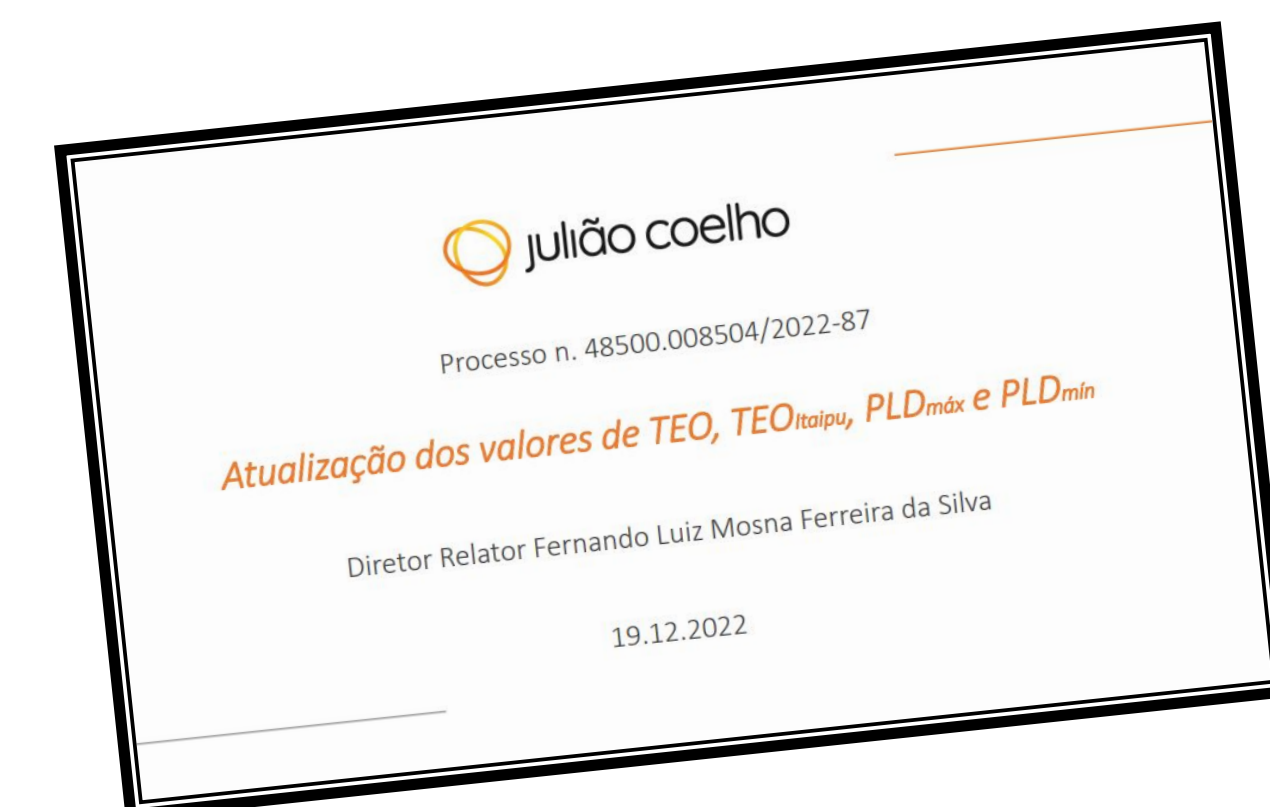 julião coelho
Processo n. 48500.008504/2022-87
Atualização dos valores de TEO, TEOItaipu, PLDmáx e PLDmín
Diretor Relator Fernando Luiz Mosna Ferreira da Silva
19.12.2022